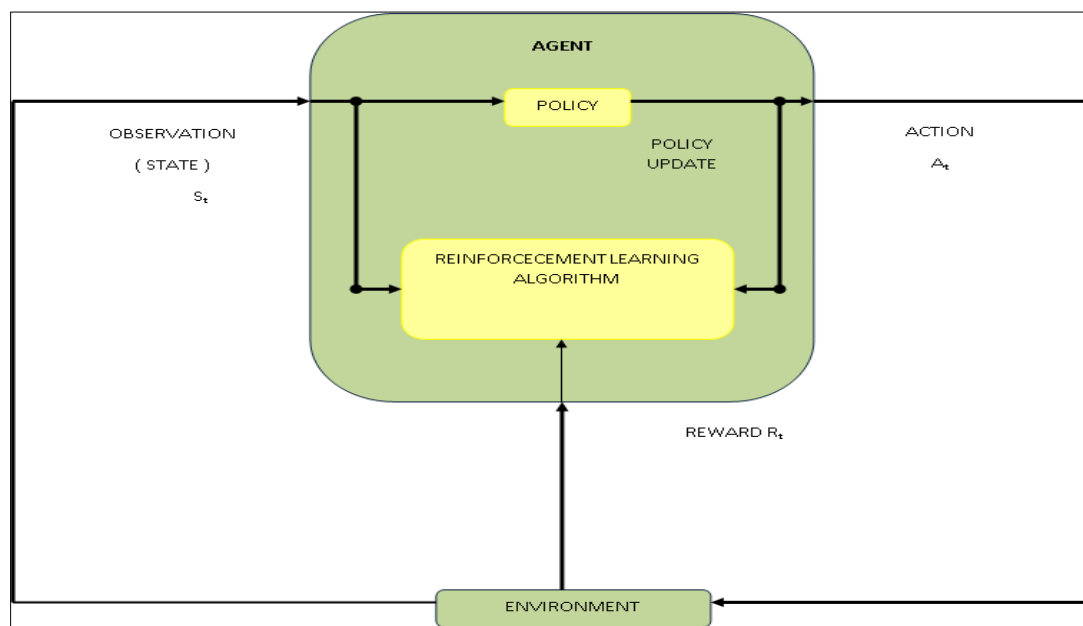 AGENT
POLICY
OBSERVATION
( STATE )
Sₜ
POLICY
UPDATE
ACTION
Aₜ
REINFORCECEMENT LEARNING
ALGORITHM
REWARD Rₜ
ENVIRONMENT